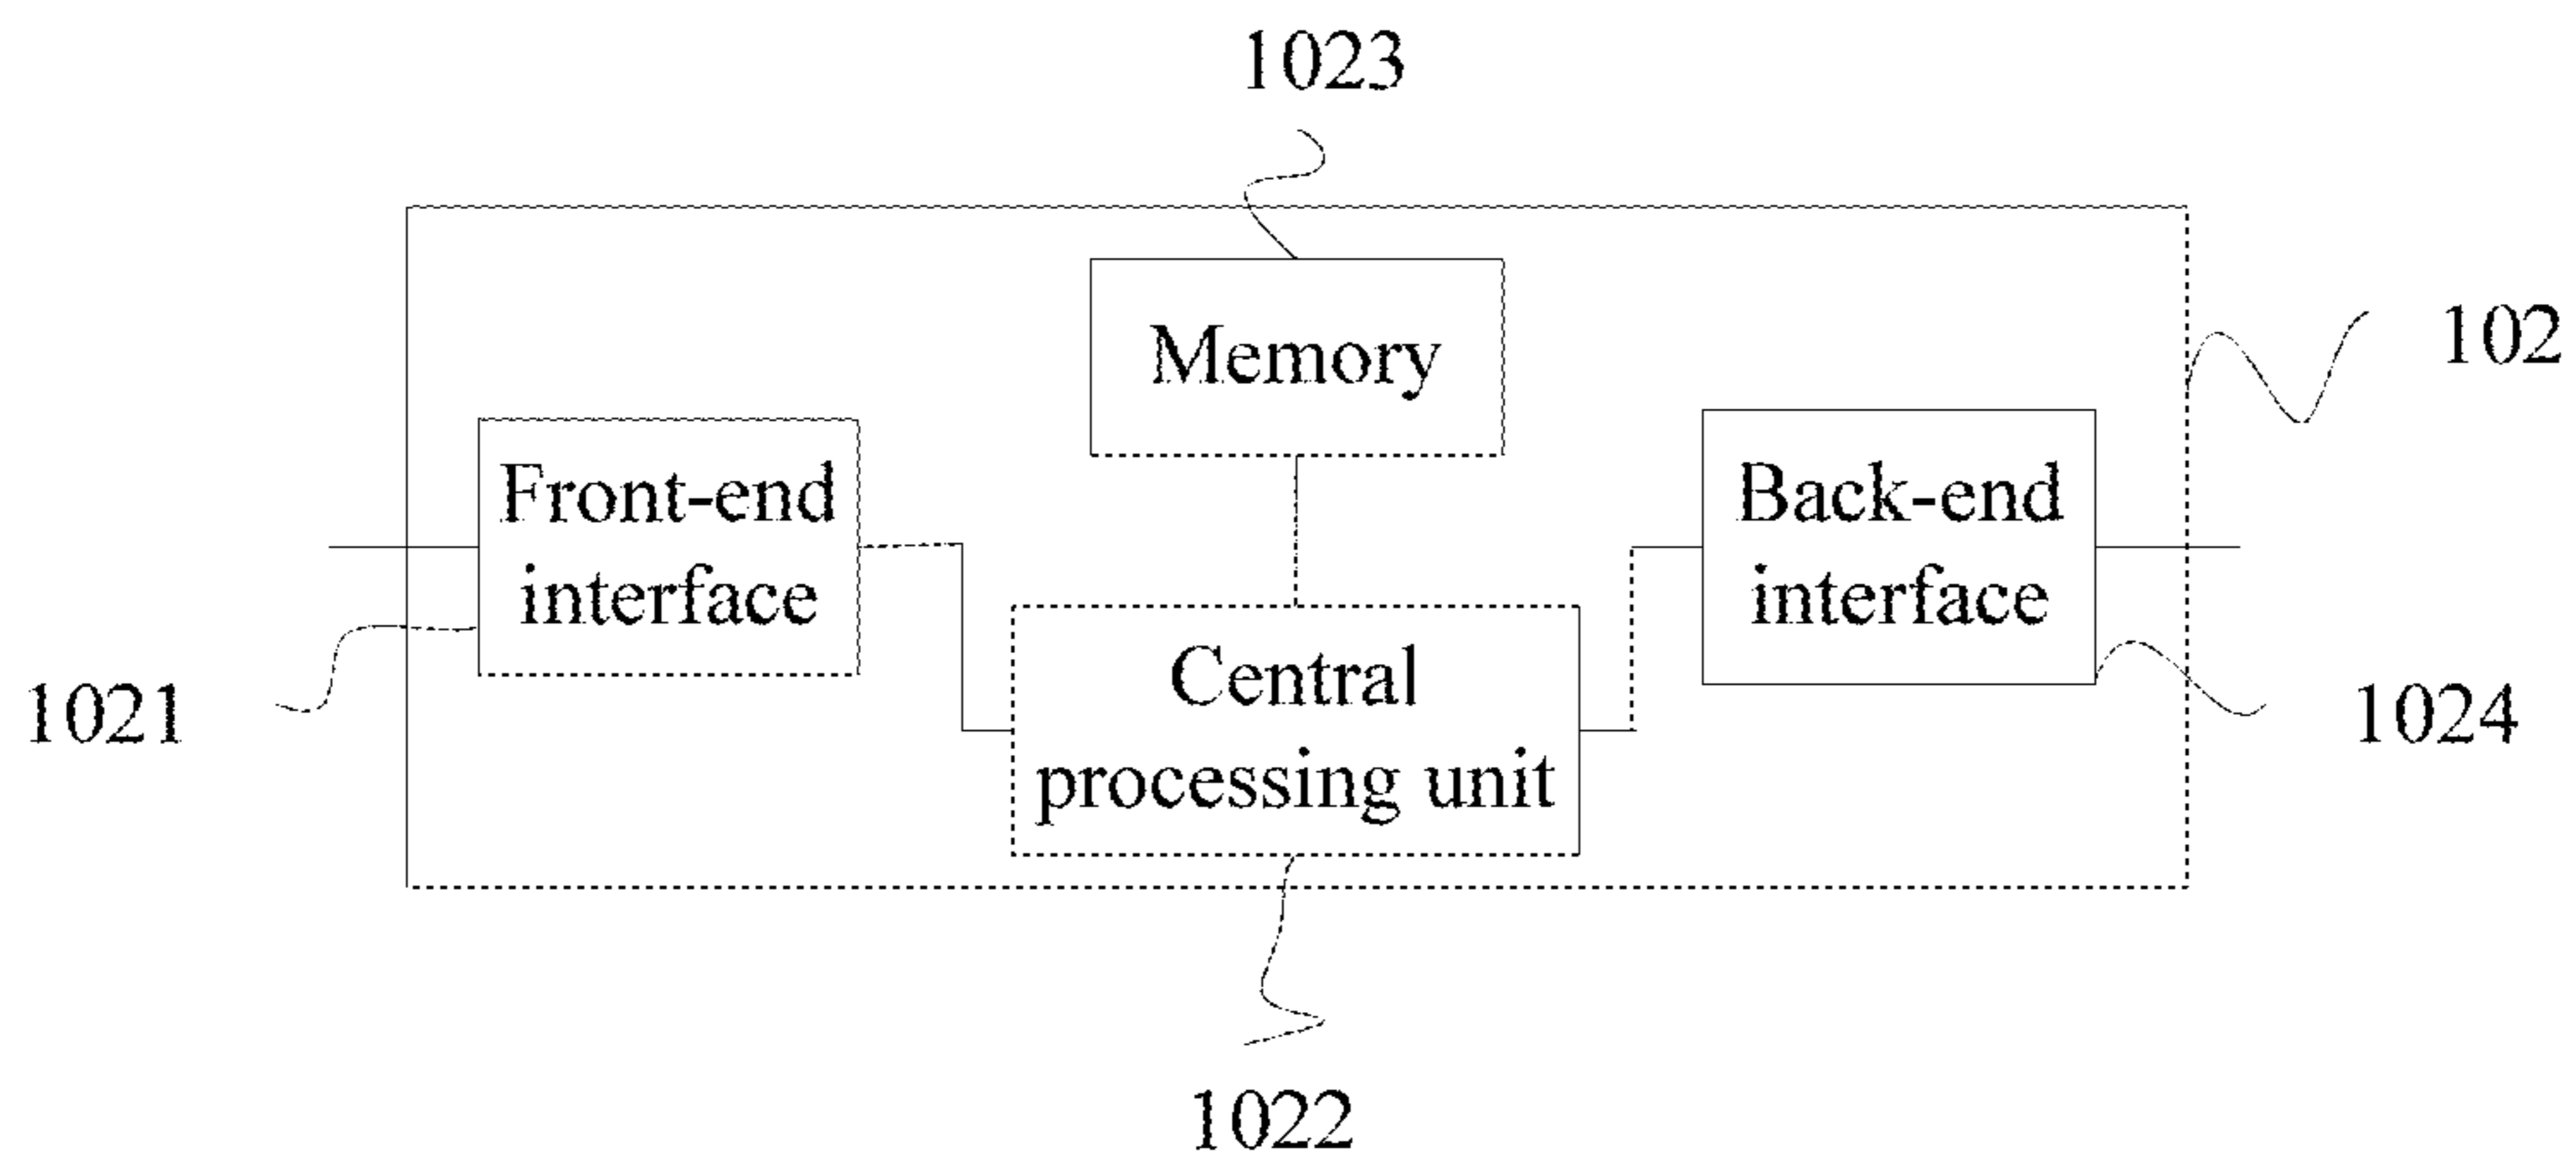 1023
Memory
102
Front-end
interface
Back-end
interface
Central
processing unit
1021
1024
1022